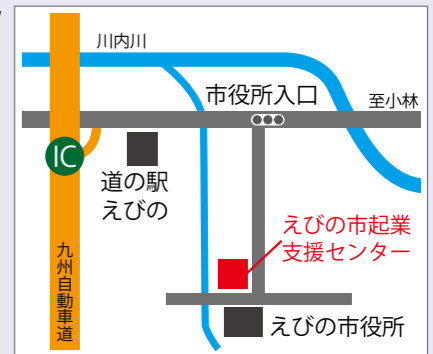 川内川
市役所入口
至小林
IC
道の駅
えびの
えびの市起業
支援センター
九州自動車道
えびの市役所